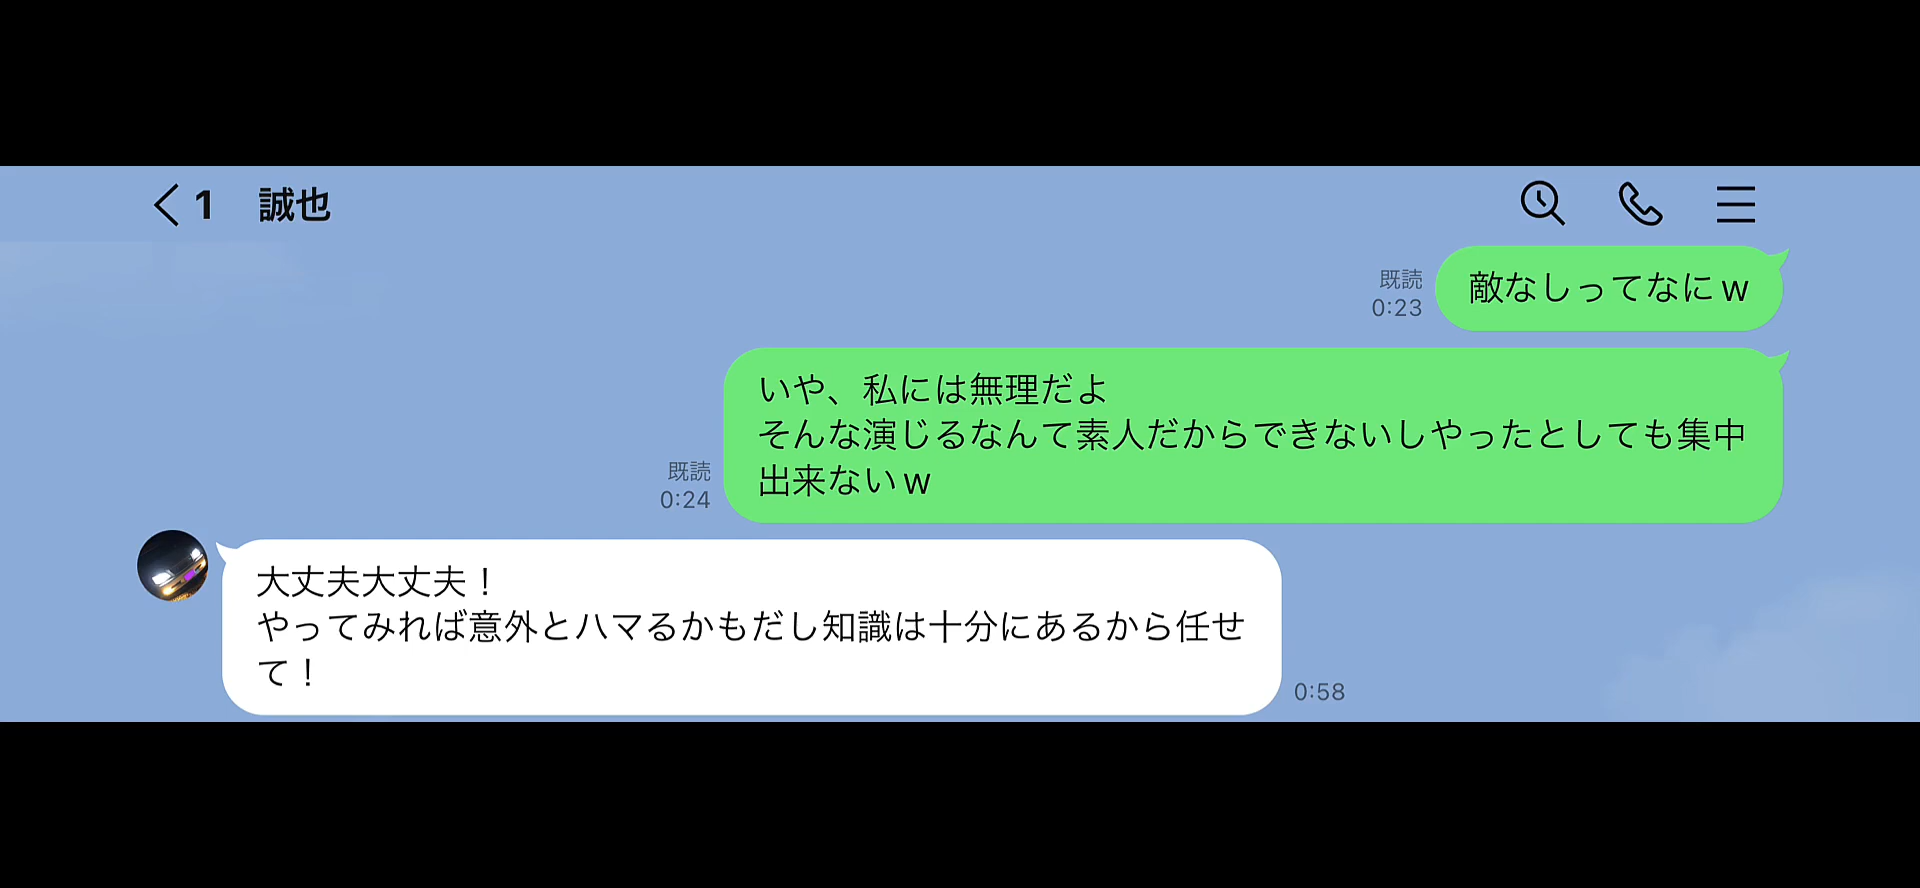 1 誠也
敵なしってなにw
既読
0:23
いや、私には無理だよ
そんな演じるなんて素人だからできないしやったとしても集中
出来ないw
既読
0:24
大丈夫大丈夫！
やってみれば意外とハマるかもだし知識は十分にあるから任せ
て！
0:58